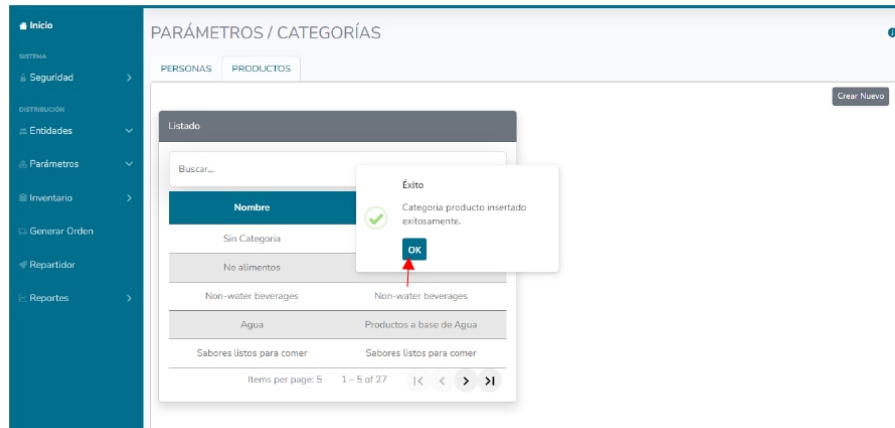 Inicio
PARÁMETROS / CATEGORÍAS
SISTEMA
Seguridad
PERSONAS PRODUCTOS
Crear Nuevo
DISTRIBUCIÓN
Entidades
Parámetros
Inventario
Generar Orden
Repartidor
Reportes
Listado
Buscar...
Nombre
Sin Categoria
No alimentos
Non-water beverages Non-water beverages
Agua Productos a base de Agua
Sabores listos para comer Sabores listos para comer
Items per page: 5 1 – 5 of 27
Éxito
Categoria producto insertado
exitosamente.
OK